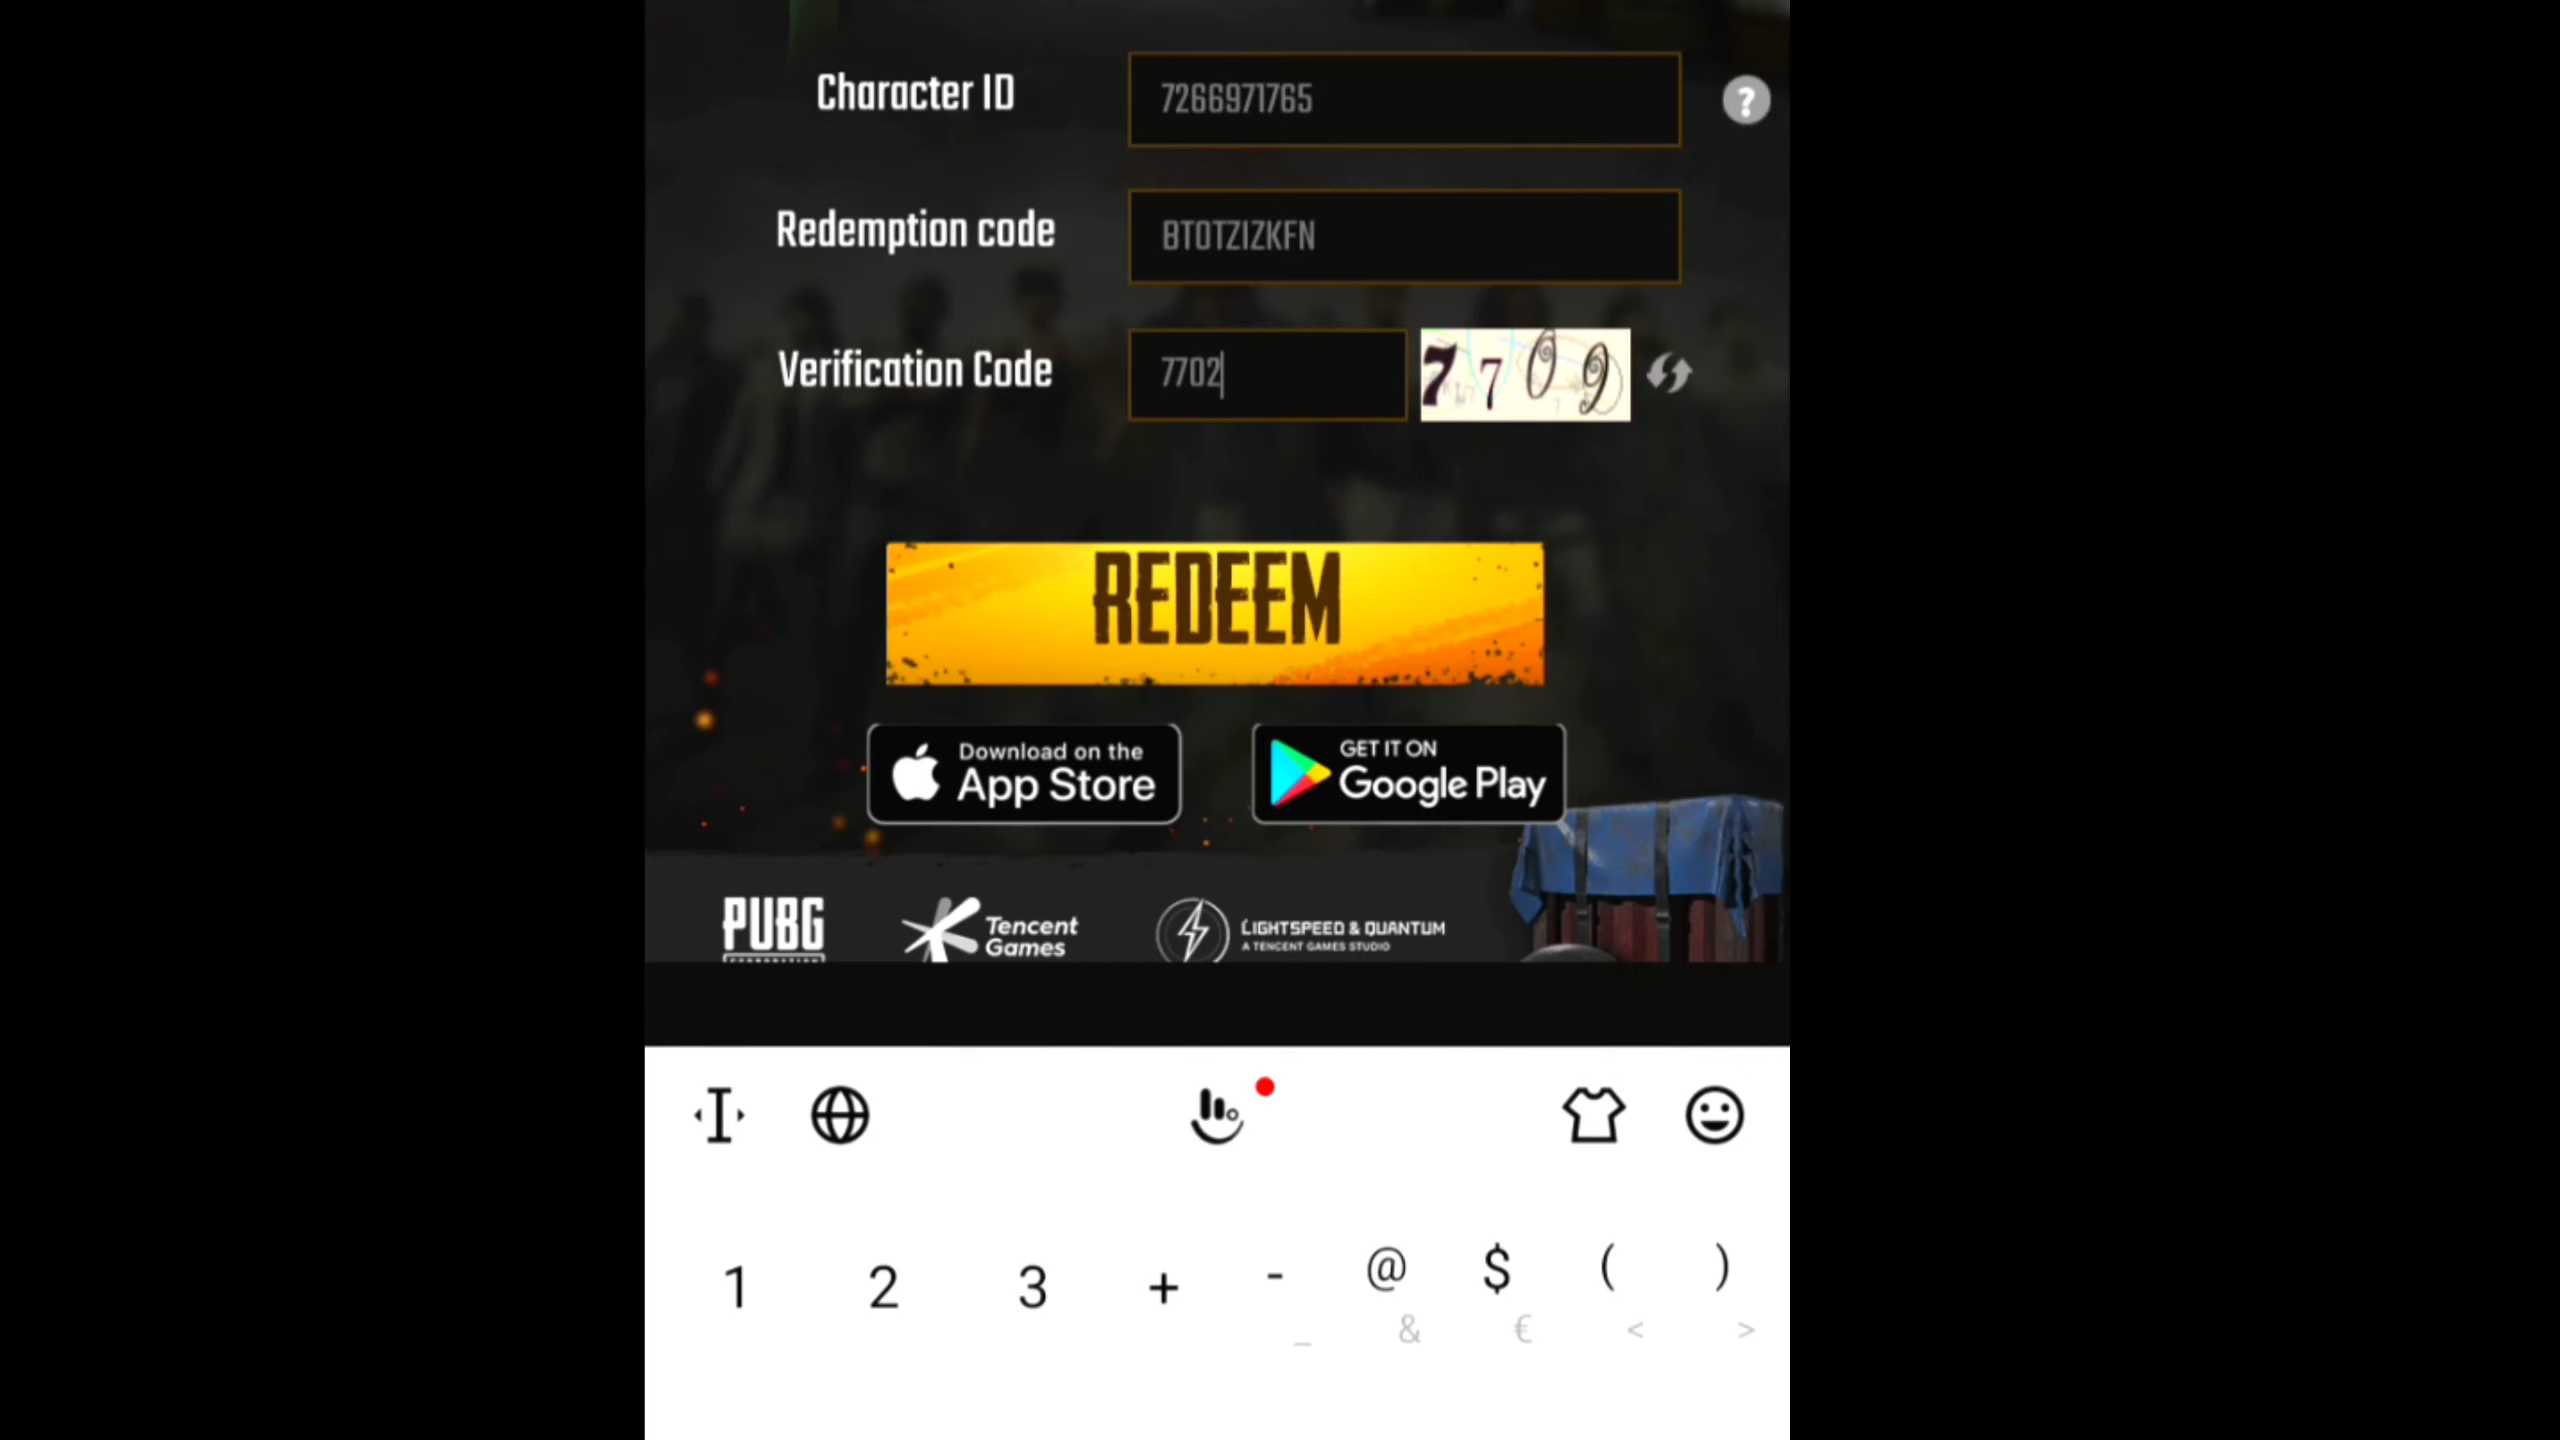 Character ID 7266971765 ?
Redemption code BTOTZIZKFN
Verification Code 7702 7709
REDEEM
Download on the
App Store
GET IT ON
Google Play
PUBG
Tencent
Games
LIGHTSPEED & QUANTUM
A TENCENT GAMES STUDIO
1 2 3 + - @ $ ( )
_ & € < >